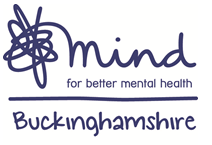 mind
for better mental health
Buckinghamshire